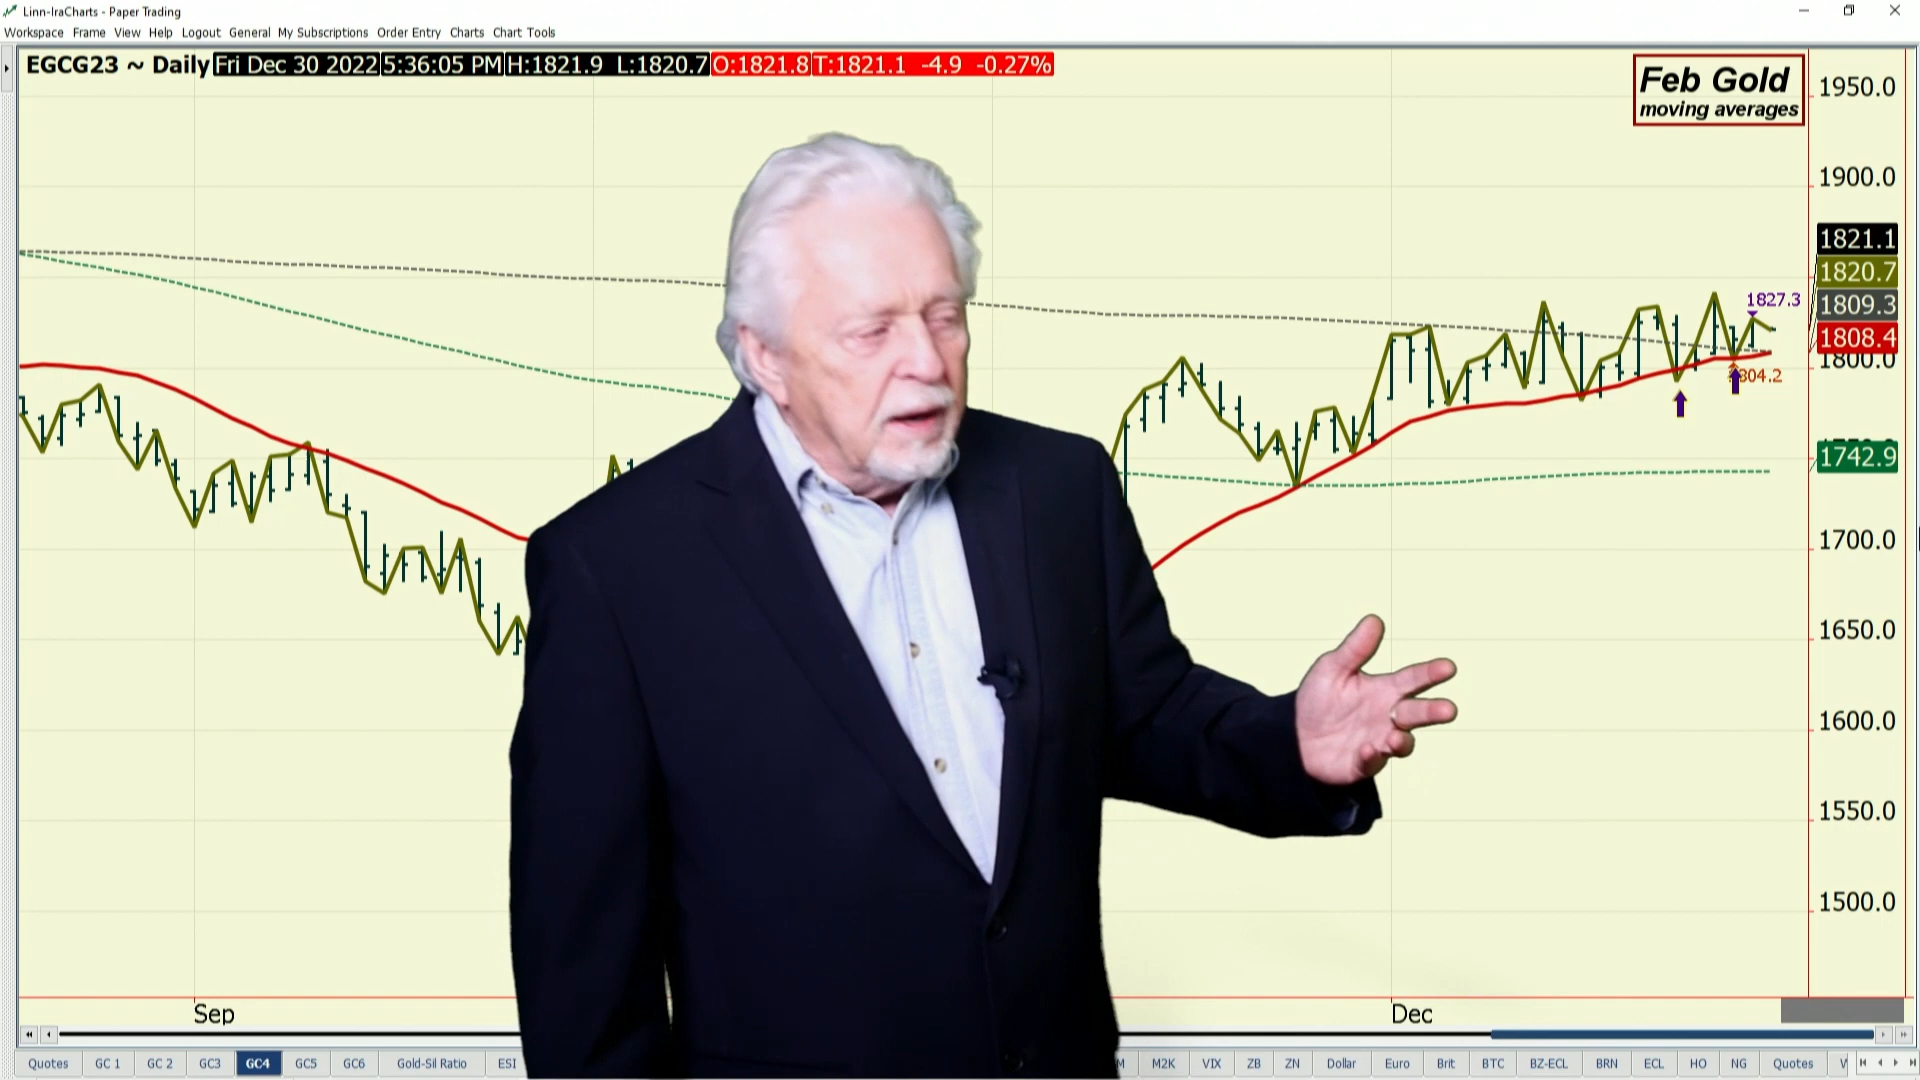 Linn-IraCharts - Paper Trading
Workspace Frame View Help Logout General My Subscriptions Order Entry Charts Chart Tools
EGCG23 ~ Daily Fri Dec 30 2022 5:36:05 PM H:1821.9 L:1820.7 O:1821.8 T:1821.1 -4.9 -0.27%
Feb Gold
moving averages
1950.0
1900.0
1821.1
1820.7
1827.3
1809.3
1808.4
1800.0
804.2
1742.9
1700.0
1650.0
1600.0
1550.0
1500.0
Sep Dec
Quotes GC 1 GC 2 GC3 GC4 GC5 GC6 Gold-Sil Ratio ESI M M2K VIX ZB ZN Dollar Euro Brit BTC BZ-ECL BRN ECL HO NG Quotes